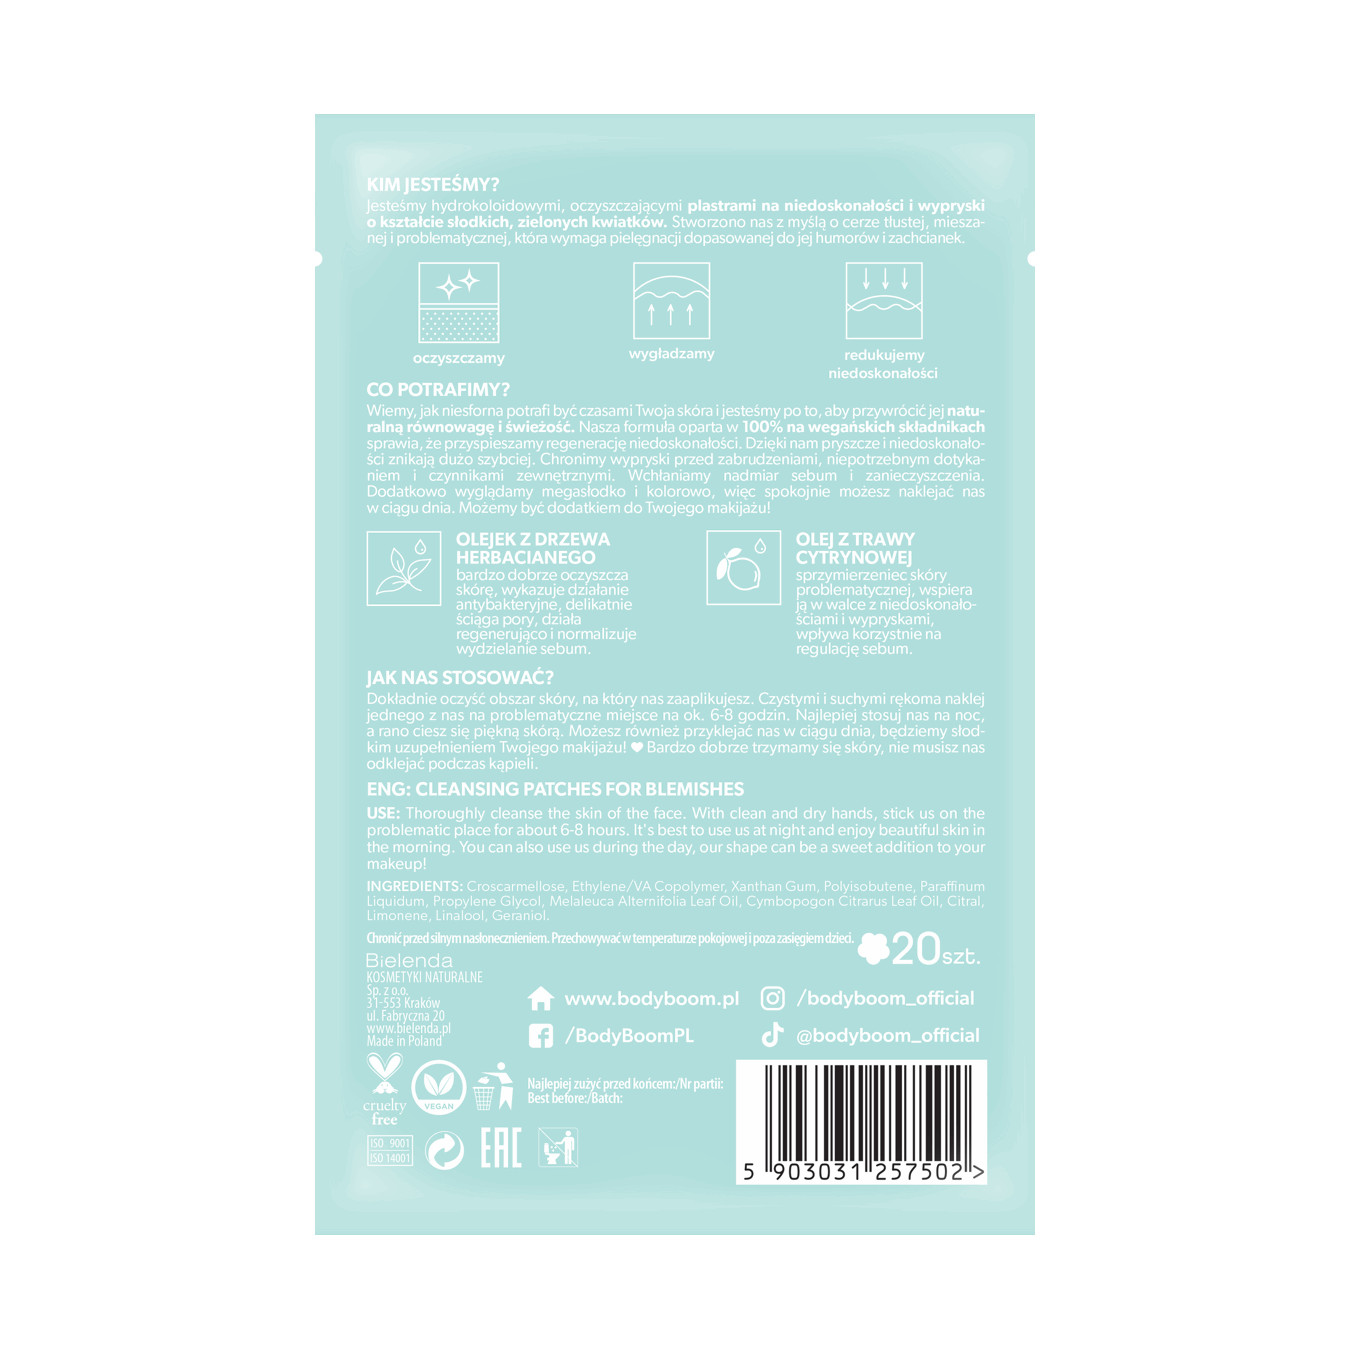 KIM JESTEŚMY?
Jesteśmy hydrokoloidowymi, oczyszczającymi plastrami na niedoskonałości i wypryski
o kształcie słodkich, zielonych kwiatków. Stworzono nas z myślą o cerze tłustej, miesza-
nej i problematycznej, która wymaga pielęgnacji dopasowanej do jej humorów i zachcianek.
oczyszczamy
wygładzamy
redukujemy
niedoskonałości
CO POTRAFIMY?
Wiemy, jak niesforna potrafi być czasami Twoja skóra i jesteśmy po to, aby przywrócić jej natu-
ralną równowagę i świeżość. Nasza formuła oparta w 100% na wegańskich składnikach
sprawia, że przyspieszamy regenerację niedoskonałości. Dzięki nam pryszcze i niedoskonało-
ści znikają dużo szybciej. Chronimy wypryski przed zabrudzeniami, niepotrzebnym dotyka-
niem i czynnikami zewnętrznymi. Wchłaniamy nadmiar sebum i zanieczyszczenia.
Dodatkowo wyglądamy megasłodko i kolorowo, więc spokojnie możesz naklejać nas
w ciągu dnia. Możemy być dodatkiem do Twojego makijażu!
OLEJEK Z DRZEWA
HERBACIANEGO
bardzo dobrze oczyszcza
skórę, wykazuje działanie
antybakteryjne, delikatnie
ściąga pory, działa
regenerująco i normalizuje
wydzielanie sebum.
OLEJ Z TRAWY
CYTRYNOWEJ
sprzymierzeniec skóry
problematycznej, wspiera
ją w walce z niedoskonało-
ściami i wypryskami,
wpływa korzystnie na
regulację sebum.
JAK NAS STOSOWAĆ?
Dokładnie oczyść obszar skóry, na który nas zaaplikujesz. Czystymi i suchymi rękoma naklej
jednego z nas na problematyczne miejsce na ok. 6-8 godzin. Najlepiej stosuj nas na noc,
a rano ciesz się piękną skórą. Możesz również przyklejać nas w ciągu dnia, będziemy słod-
kim uzupełnieniem Twojego makijażu! ♥ Bardzo dobrze trzymamy się skóry, nie musisz nas
odklejać podczas kąpieli.
ENG: CLEANSING PATCHES FOR BLEMISHES
USE: Thoroughly cleanse the skin of the face. With clean and dry hands, stick us on the
problematic place for about 6-8 hours. It's best to use us at night and enjoy beautiful skin in
the morning. You can also use us during the day, our shape can be a sweet addition to your
makeup!
INGREDIENTS: Croscarmellose, Ethylene/VA Copolymer, Xanthan Gum, Polyisobutene, Paraffinum
Liquidum, Propylene Glycol, Melaleuca Alternifolia Leaf Oil, Cymbopogon Citrarus Leaf Oil, Citral,
Limonene, Linalool, Geraniol.
Chronić przed silnym nasłonecznieniem. Przechowywać w temperaturze pokojowej i poza zasięgiem dzieci.
20szt.
Bielenda
KOSMETYKI NATURALNE
Sp. z o.o.
31-553 Kraków
ul. Fabryczna 20
www.bielenda.pl
Made in Poland
www.bodyboom.pl
/bodyboom_official
/BodyBoomPL
@bodyboom_official
cruelty
free
VEGAN
Najlepiej zużyć przed końcem:/Nr partii:
Best before:/Batch:
ISO 9001
ISO 14001
EAC
5 903031 257502 >